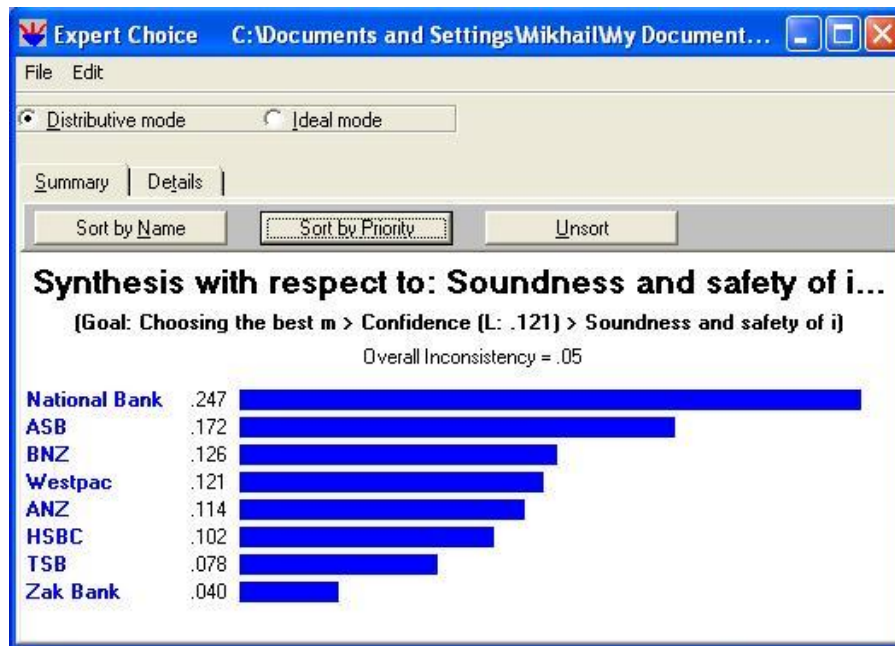 Expert Choice C:\Documents and Settings\Mikhail\My Document...
File Edit
Distributive mode Ideal mode
Summary Details
Sort by Name Sort by Priority Unsort
Synthesis with respect to: Soundness and safety of i...
(Goal: Choosing the best m > Confidence (L: .121) > Soundness and safety of i)
Overall Inconsistency = .05
National Bank .247
ASB .172
BNZ .126
Westpac .121
ANZ .114
HSBC .102
TSB .078
Zak Bank .040